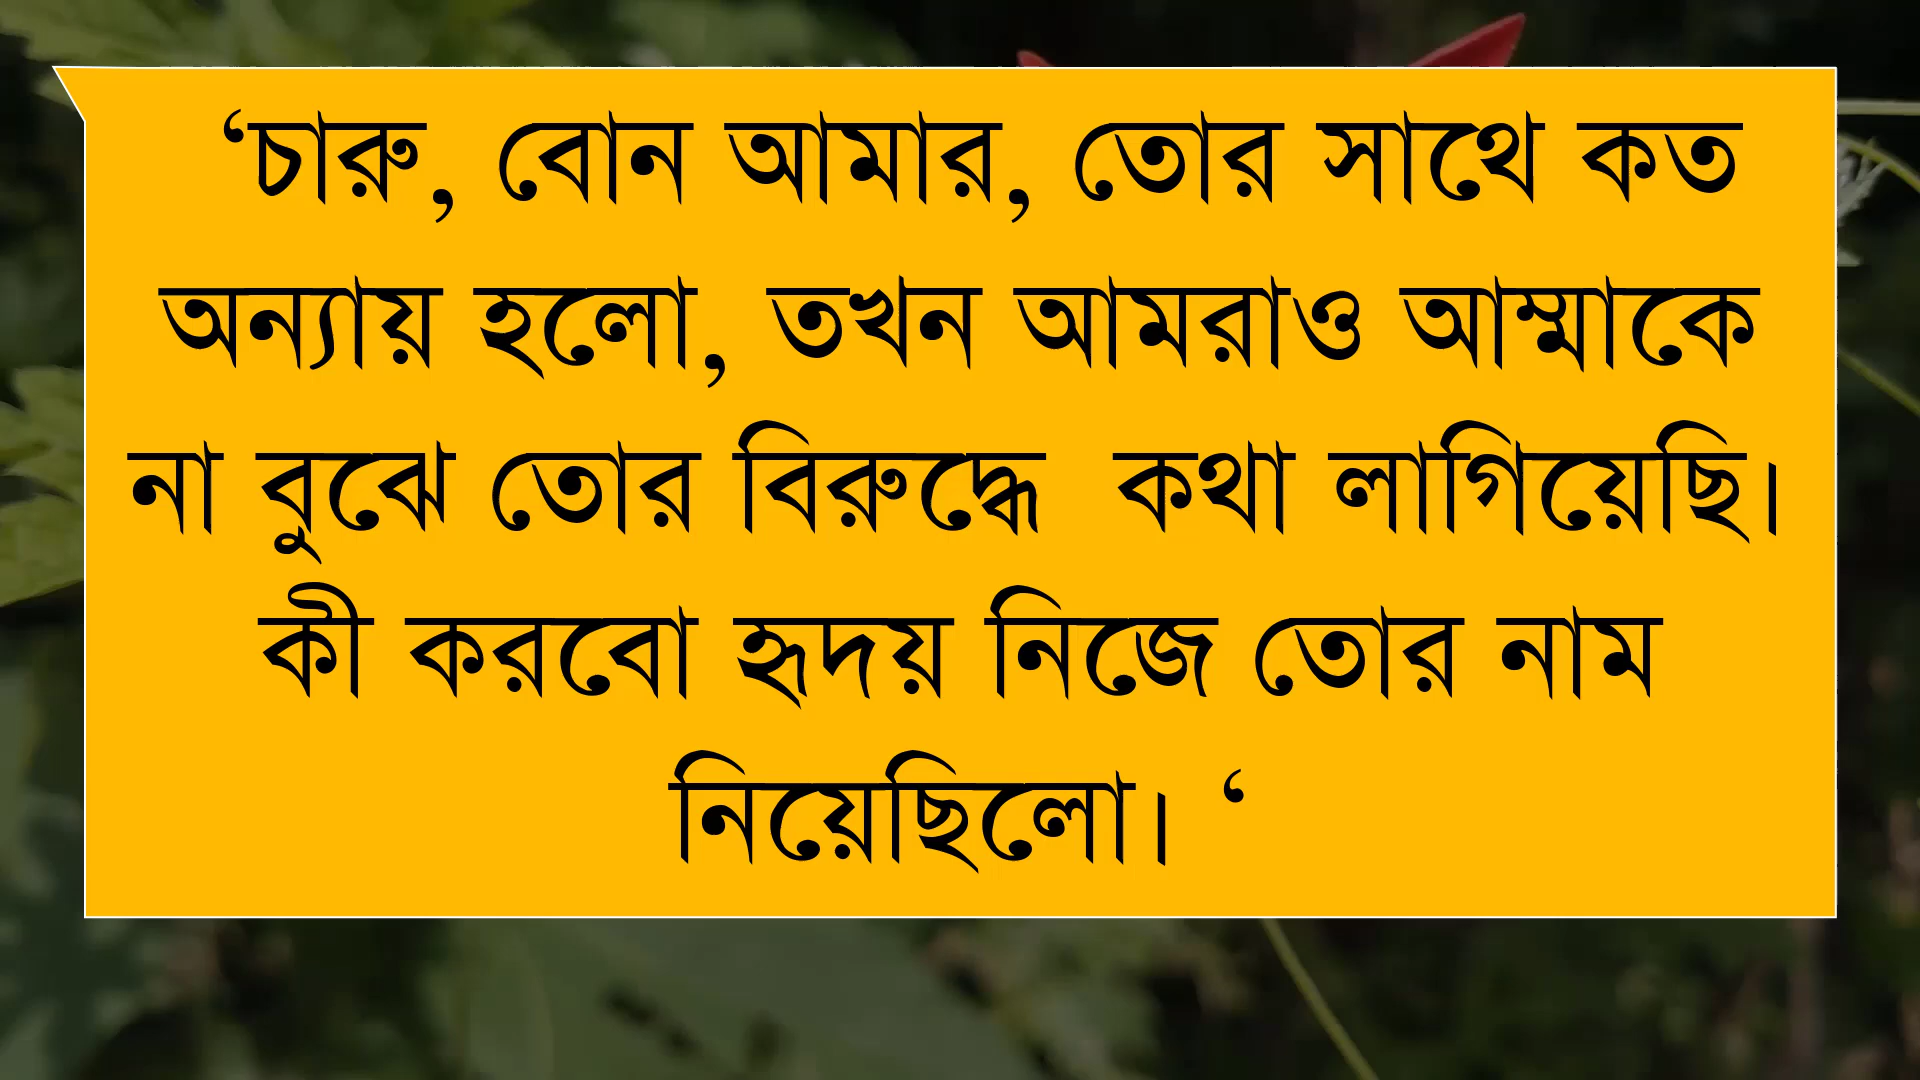 ‘চারু, বোন আমার, তোর সাথে কত
অন্যায় হলো, তখন আমরাও আম্মাকে
না বুঝে তোর বিরুদ্ধে  কথা লাগিয়েছি।
কী করবো হৃদয় নিজে তোর নাম
নিয়েছিলো। ‘